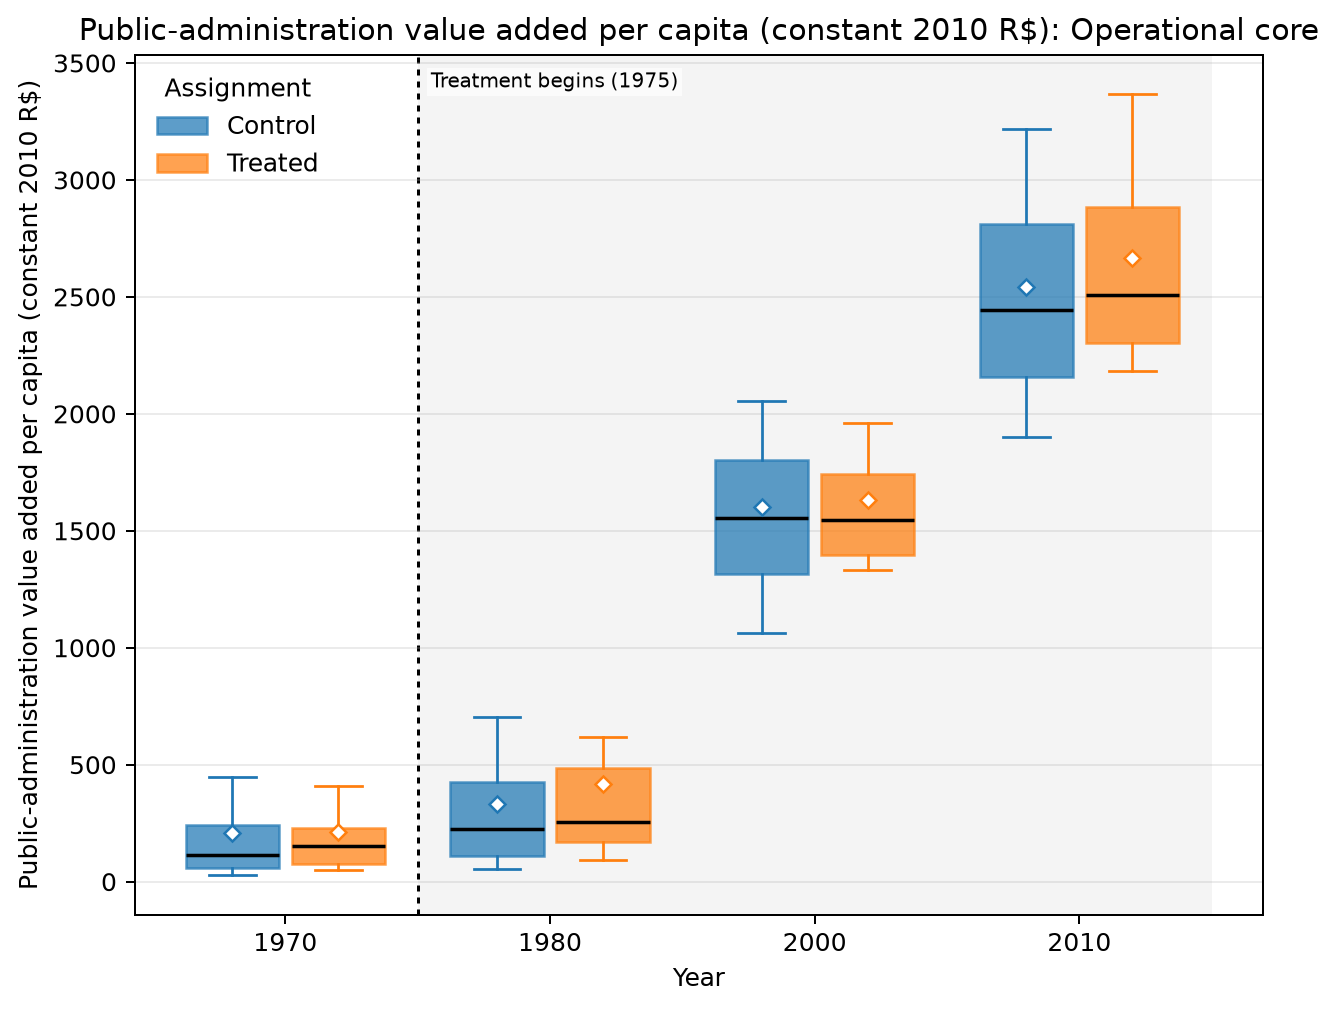 Public-administration value added per capita (constant 2010 R$): Operational core
Public-administration value added per capita (constant 2010 R$)
3500
3000
2500
2000
1500
1000
500
0
Assignment
Control
Treated
Treatment begins (1975)
1970
1980
2000
2010
Year